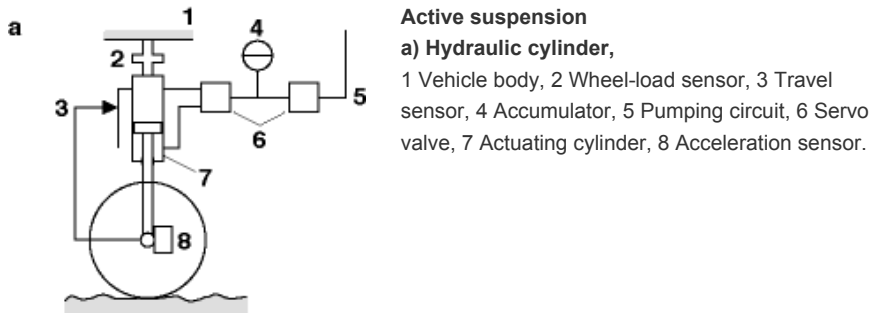 a
1
2
3
4
5
6
7
8
Active suspension
a) Hydraulic cylinder,
1 Vehicle body, 2 Wheel-load sensor, 3 Travel
sensor, 4 Accumulator, 5 Pumping circuit, 6 Servo
valve, 7 Actuating cylinder, 8 Acceleration sensor.